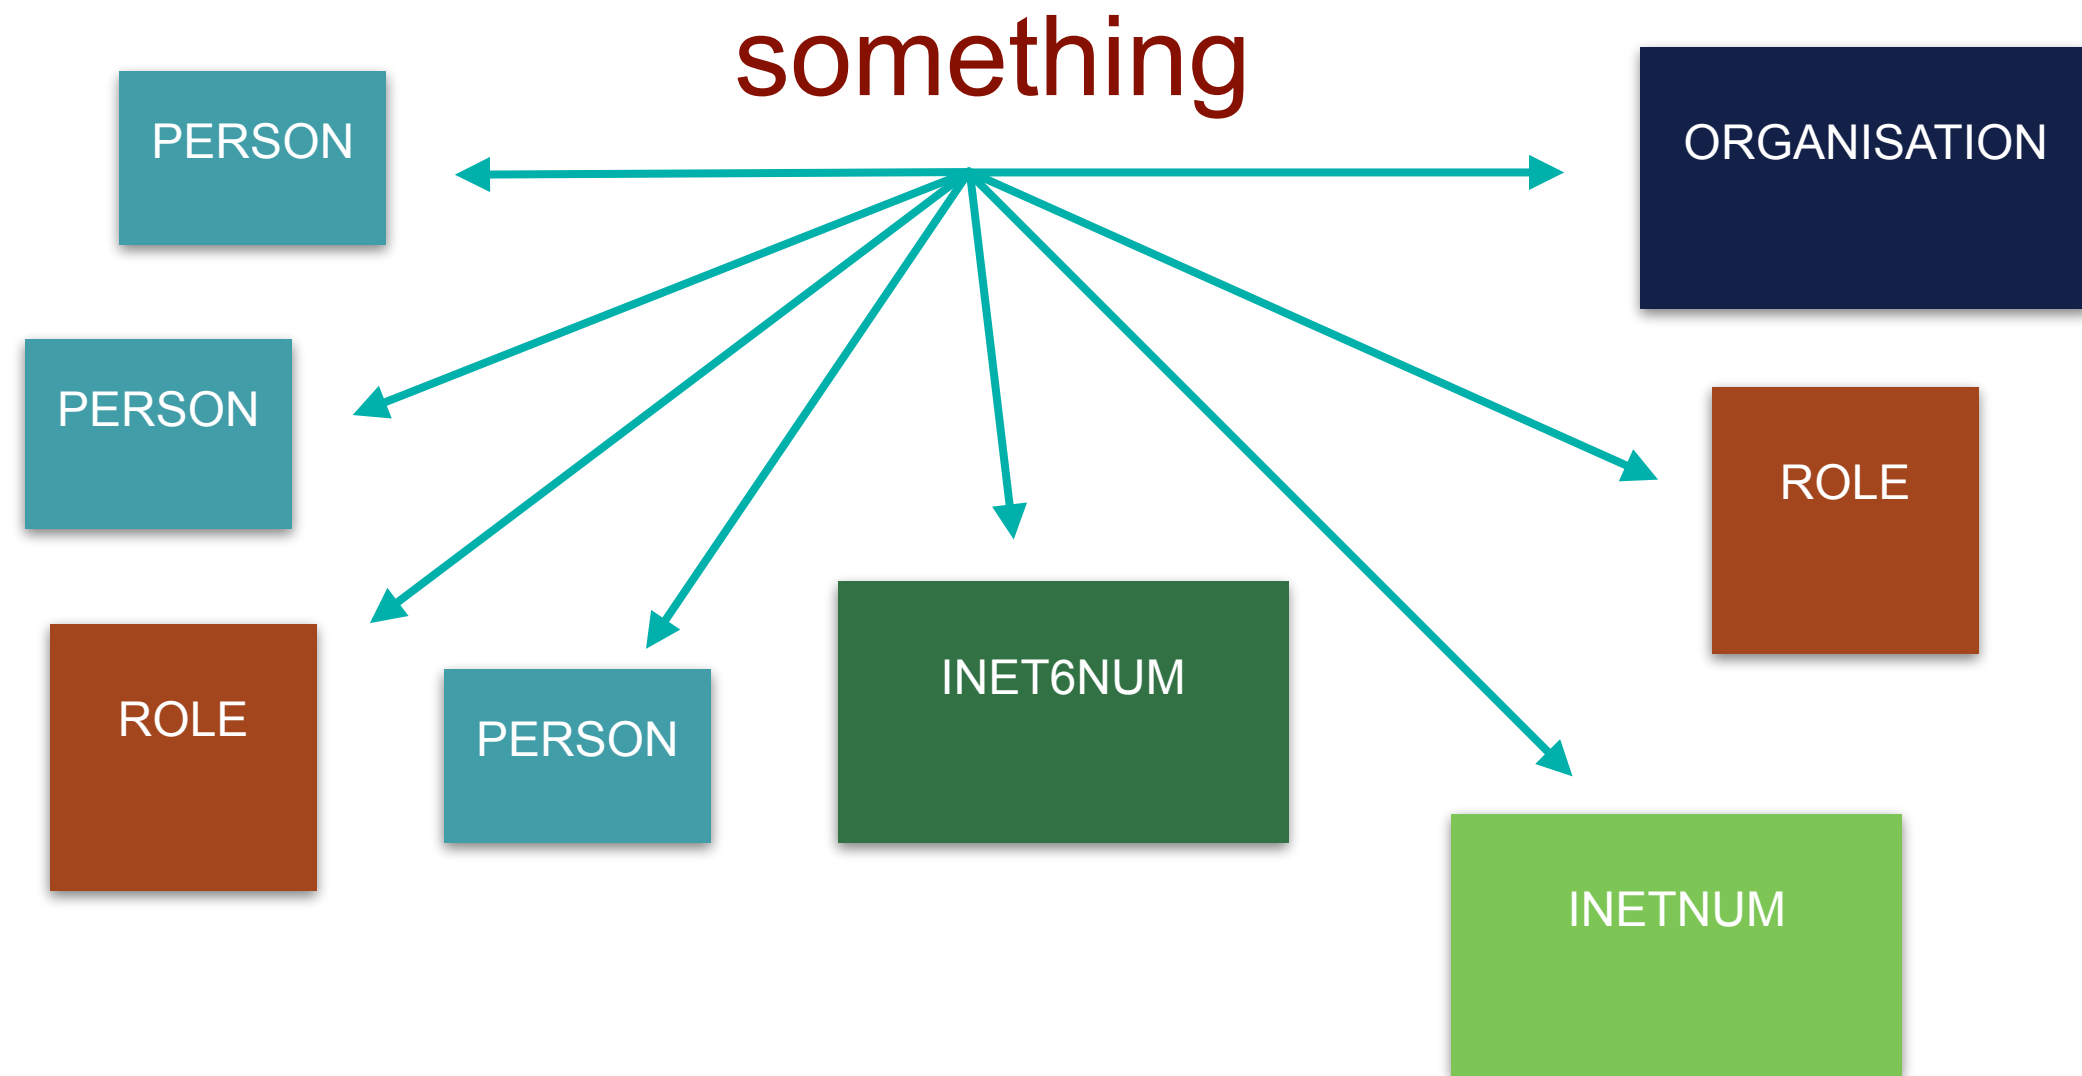 something
PERSON
ORGANISATION
PERSON
ROLE
INET6NUM
ROLE
PERSON
INETNUM